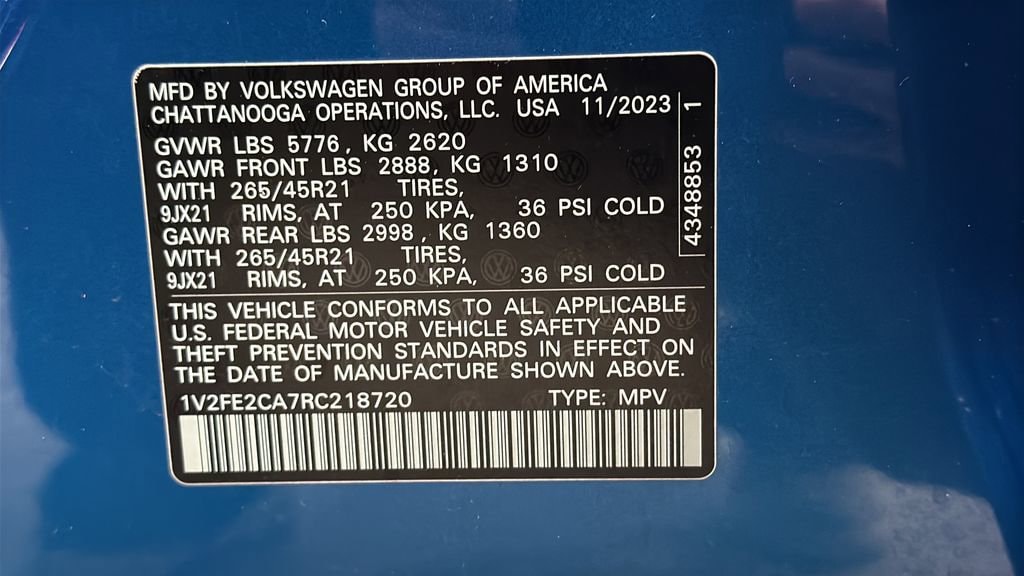 MFD BY VOLKSWAGEN GROUP OF AMERICA
CHATTANOOGA OPERATIONS, LLC. USA 11/2023
GVWR LBS 5776, KG 2620
GAWR FRONT LBS 2888, KG 1310
WITH 265/45R21 TIRES,
9JX21 RIMS, AT 250 KPA, 36 PSI COLD
GAWR REAR LBS 2998, KG 1360
WITH 265/45R21 TIRES,
9JX21 RIMS, AT 250 KPA, 36 PSI COLD
4348853 1
THIS VEHICLE CONFORMS TO ALL APPLICABLE
U.S. FEDERAL MOTOR VEHICLE SAFETY AND
THEFT PREVENTION STANDARDS IN EFFECT ON
THE DATE OF MANUFACTURE SHOWN ABOVE.
1V2FE2CA7RC218720 TYPE: MPV